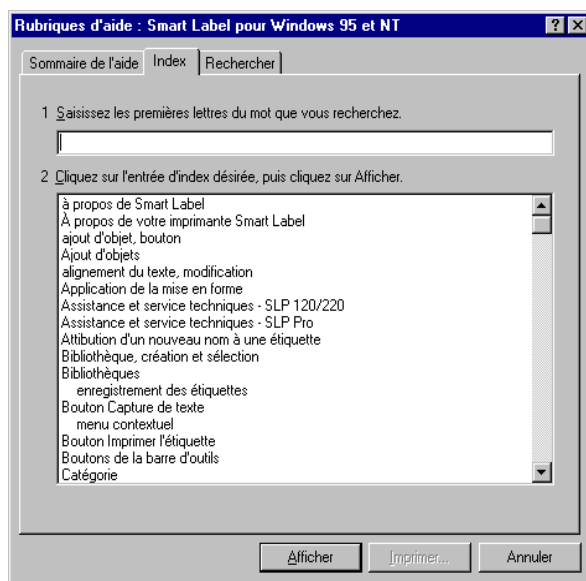 Rubriques d'aide : Smart Label pour Windows 95 et NT
Sommaire de l'aide Index Rechercher
1 Saisissez les premières lettres du mot que vous recherchez.
2 Cliquez sur l'entrée d'index désirée, puis cliquez sur Afficher.
à propos de Smart Label
À propos de votre imprimante Smart Label
ajout d'objet, bouton
Ajout d'objets
alignement du texte, modification
Application de la mise en forme
Assistance et service techniques - SLP 120/220
Assistance et service techniques - SLP Pro
Attibution d'un nouveau nom à une étiquette
Bibliothèque, création et sélection
Bibliothèques
enregistrement des étiquettes
Bouton Capture de texte
menu contextuel
Bouton Imprimer l'étiquette
Boutons de la barre d'outils
Catégorie
Afficher Imprimer... Annuler